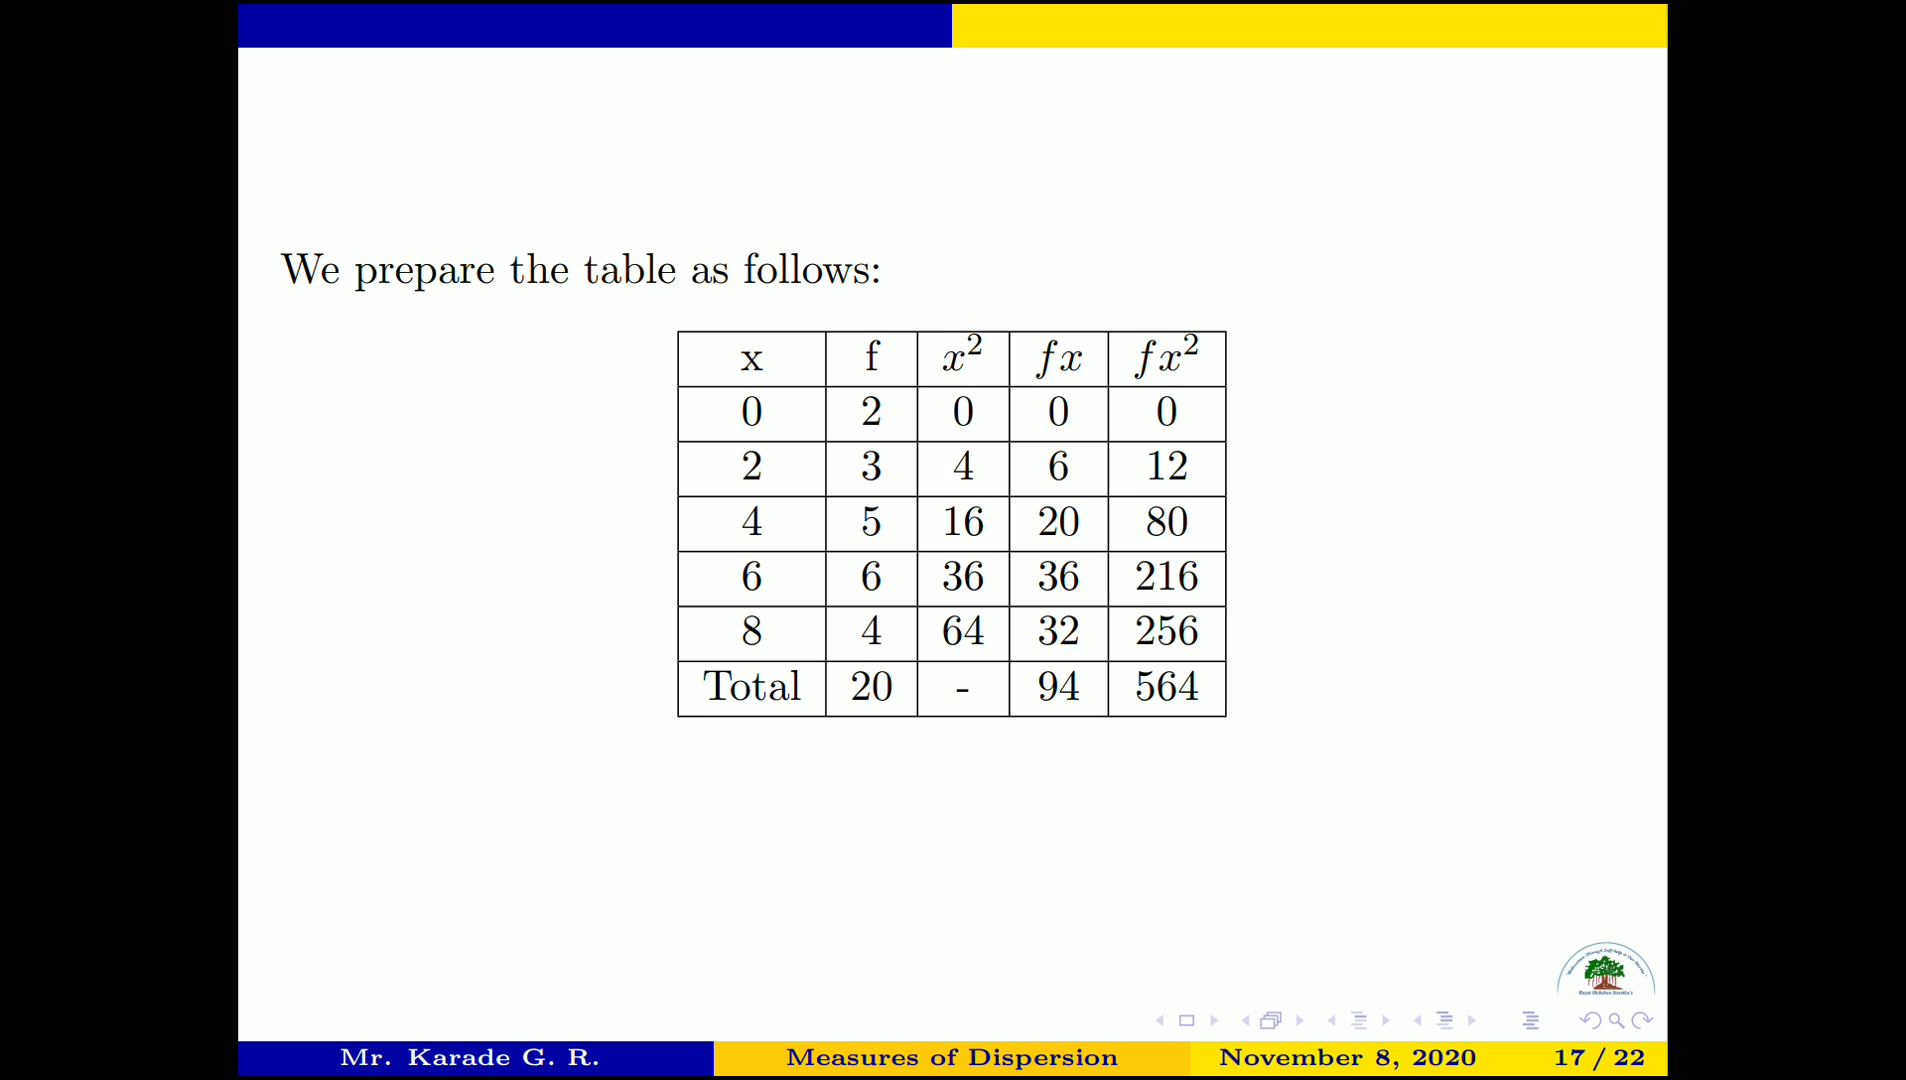 We prepare the table as follows:
x f x² fx fx²
0 2 0 0 0
2 3 4 6 12
4 5 16 20 80
6 6 36 36 216
8 4 64 32 256
Total 20 - 94 564
Mr. Karade G. R. Measures of Dispersion November 8, 2020 17 / 22